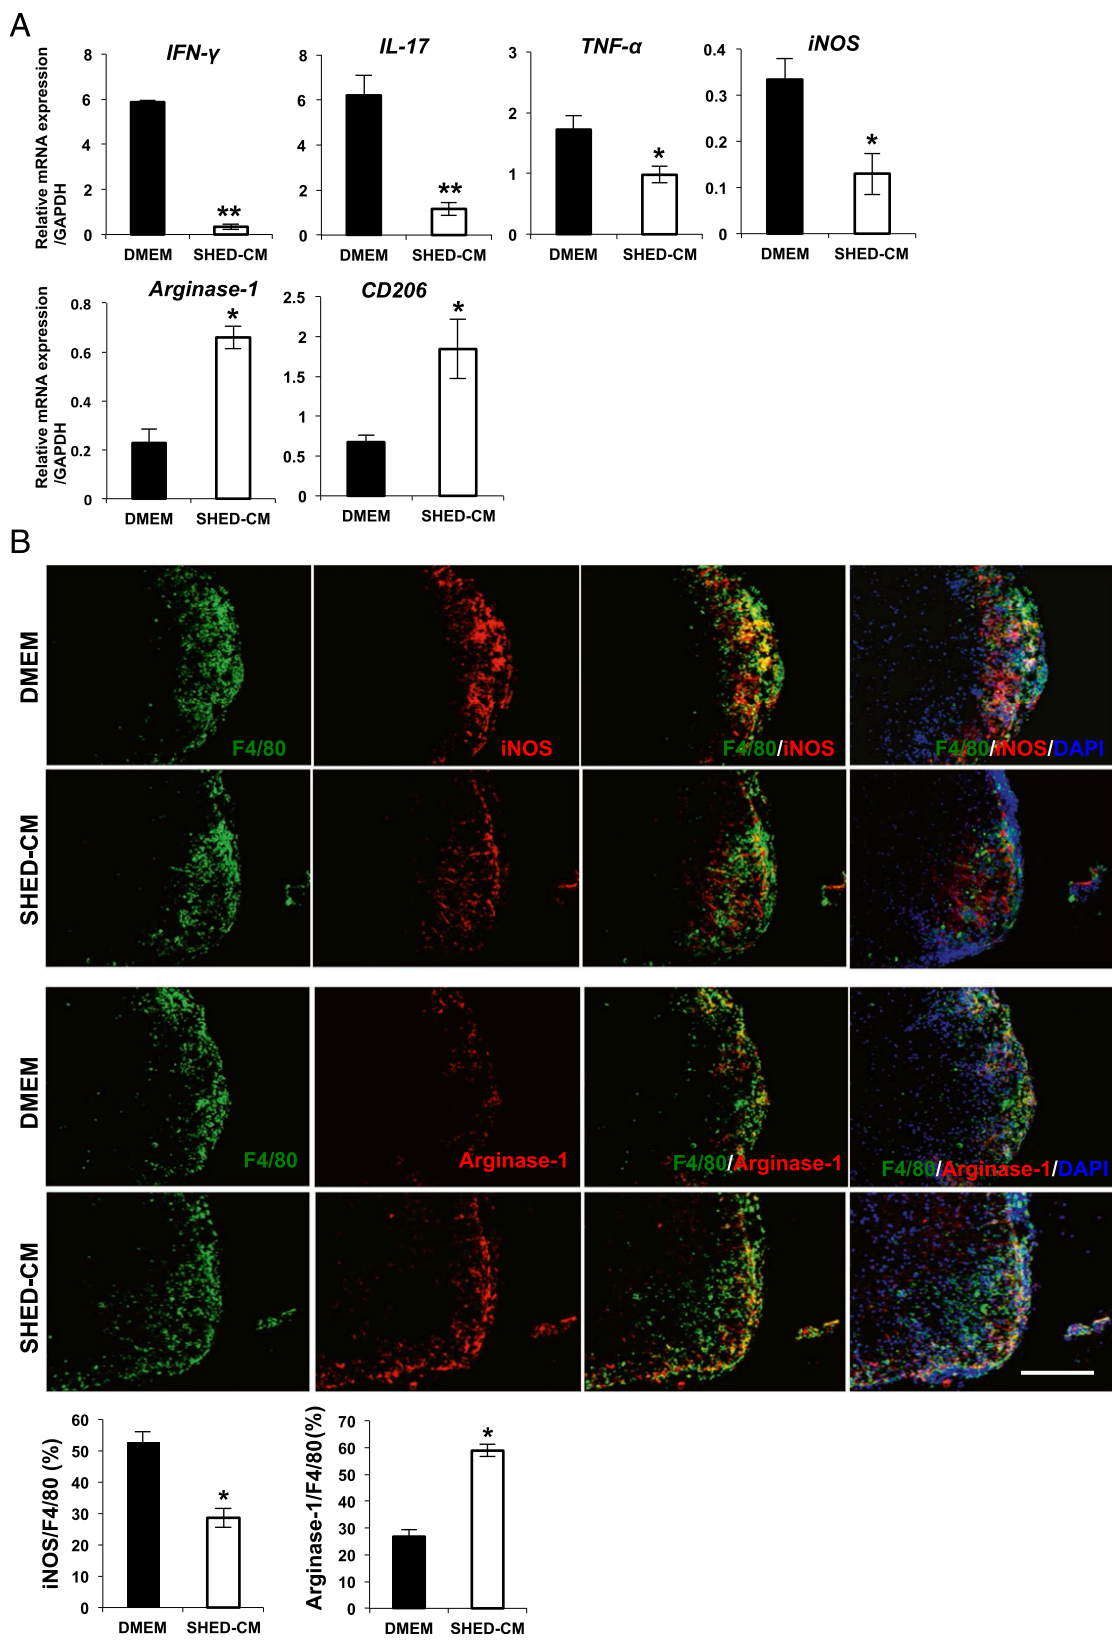 A
IFN-γ
IL-17
TNF-α
iNOS
Relative mRNA expression
/GAPDH
8
6
4
2
0
8
6
4
2
0
3
2
1
0
0.4
0.3
0.2
0.1
0
**
**
*
*
DMEM SHED-CM
DMEM SHED-CM
DMEM SHED-CM
DMEM SHED-CM
Arginase-1
CD206
Relative mRNA expression
/GAPDH
0.8
0.6
0.4
0.2
0
2.5
2
1.5
1
0.5
0
*
*
DMEM SHED-CM
DMEM SHED-CM
B
DMEM
F4/80
iNOS
F4/80/iNOS
F4/80/iNOS/DAPI
SHED-CM
DMEM
F4/80
Arginase-1
F4/80/Arginase-1
F4/80/Arginase-1/DAPI
SHED-CM
iNOS/F4/80 (%)
60
50
40
30
20
10
0
*
DMEM SHED-CM
Arginase-1/F4/80 (%)
70
60
50
40
30
20
10
0
*
DMEM SHED-CM